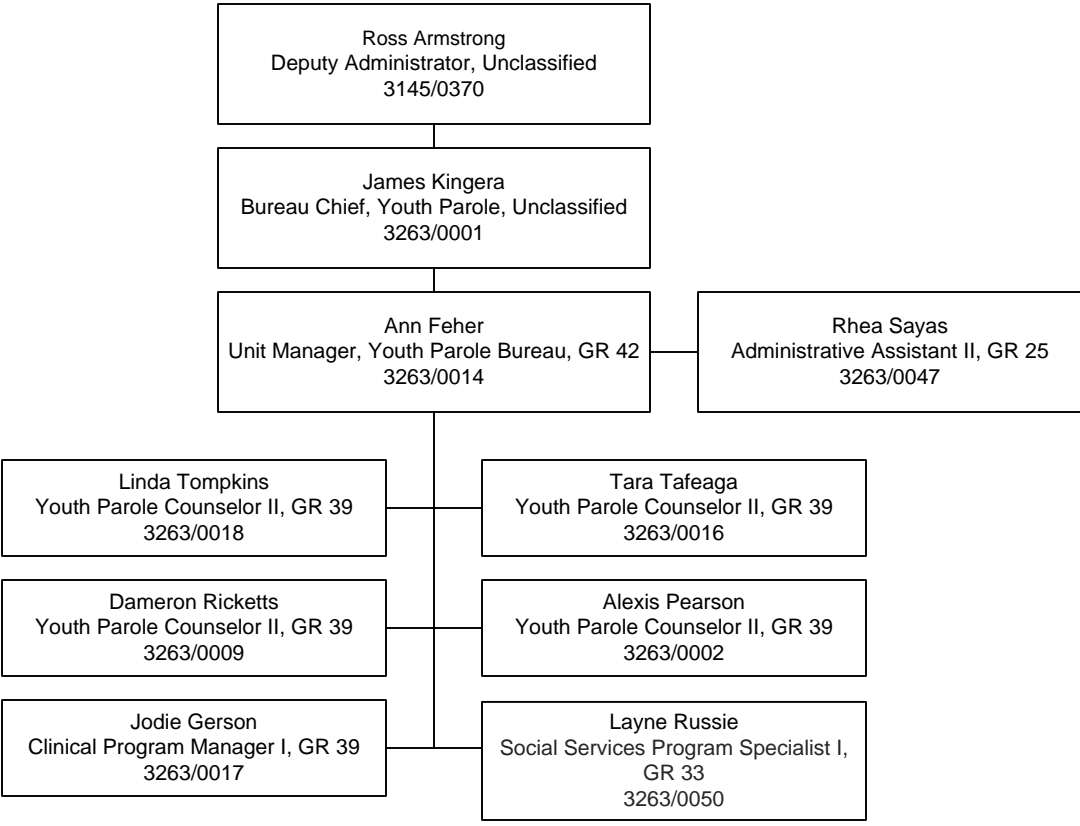 Ross Armstrong
Deputy Administrator, Unclassified
3145/0370
James Kingera
Bureau Chief, Youth Parole, Unclassified
3263/0001
Ann Feher
Unit Manager, Youth Parole Bureau, GR 42
3263/0014
Rhea Sayas
Administrative Assistant II, GR 25
3263/0047
Linda Tompkins
Youth Parole Counselor II, GR 39
3263/0018
Tara Tafeaga
Youth Parole Counselor II, GR 39
3263/0016
Dameron Ricketts
Youth Parole Counselor II, GR 39
3263/0009
Alexis Pearson
Youth Parole Counselor II, GR 39
3263/0002
Jodie Gerson
Clinical Program Manager I, GR 39
3263/0017
Layne Russie
Social Services Program Specialist I,
GR 33
3263/0050